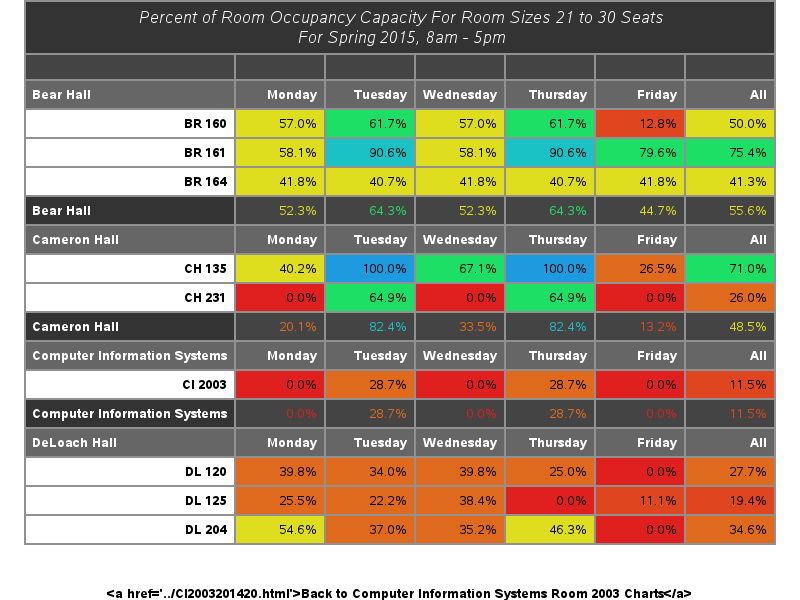 Percent of Room Occupancy Capacity For Room Sizes 21 to 30 Seats
For Spring 2015, 8am - 5pm
Bear Hall Monday Tuesday Wednesday Thursday Friday All
BR 160 57.0% 61.7% 57.0% 61.7% 12.8% 50.0%
BR 161 58.1% 90.6% 58.1% 90.6% 79.6% 75.4%
BR 164 41.8% 40.7% 41.8% 40.7% 41.8% 41.3%
Bear Hall 52.3% 64.3% 52.3% 64.3% 44.7% 55.6%
Cameron Hall Monday Tuesday Wednesday Thursday Friday All
CH 135 40.2% 100.0% 67.1% 100.0% 26.5% 71.0%
CH 231 0.0% 64.9% 0.0% 64.9% 0.0% 26.0%
Cameron Hall 20.1% 82.4% 33.5% 82.4% 13.2% 48.5%
Computer Information Systems Monday Tuesday Wednesday Thursday Friday All
CI 2003 0.0% 28.7% 0.0% 28.7% 0.0% 11.5%
Computer Information Systems 0.0% 28.7% 0.0% 28.7% 0.0% 11.5%
DeLoach Hall Monday Tuesday Wednesday Thursday Friday All
DL 120 39.8% 34.0% 39.8% 25.0% 0.0% 27.7%
DL 125 25.5% 22.2% 38.4% 0.0% 11.1% 19.4%
DL 204 54.6% 37.0% 35.2% 46.3% 0.0% 34.6%
<a href='../CI2003201420.html'>Back to Computer Information Systems Room 2003 Charts</a>